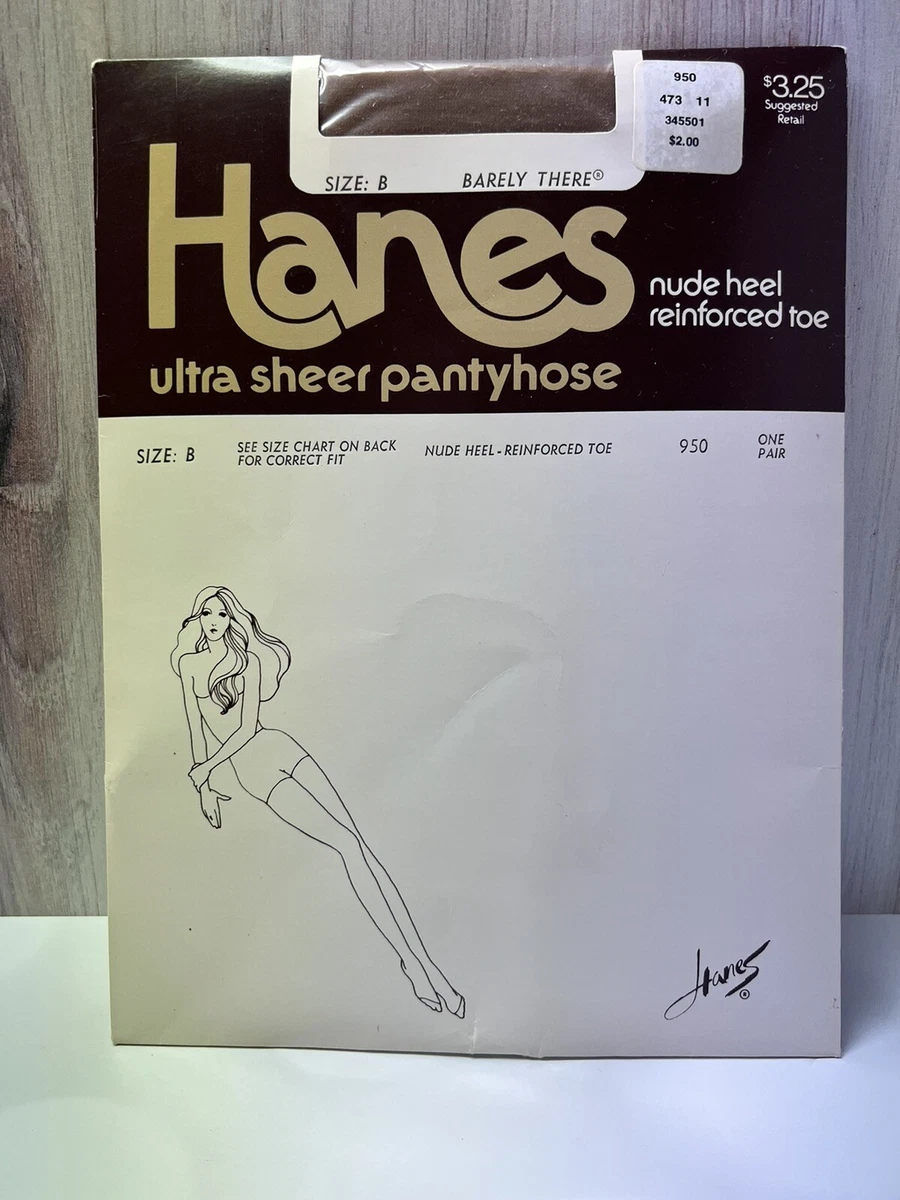 950
473 11
345501
$2.00
$3.25
Suggested
Retail
SIZE: B BARELY THERE®
Hanes
nude heel
reinforced toe
ultra sheer pantyhose
SIZE: B
SEE SIZE CHART ON BACK
FOR CORRECT FIT
NUDE HEEL-REINFORCED TOE
950
ONE
PAIR
Hanes
®